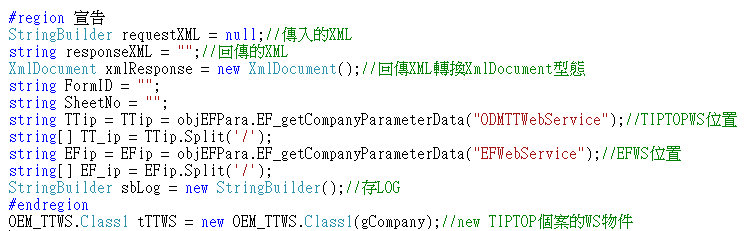 #region 宣告
StringBuilder requestXML = null;//傳入的XML
string responseXML = "";//回傳的XML
XmlDocument xmlResponse = new XmlDocument();//回傳XML轉換XmlDocument型態
string FormID = "";
string SheetNo = "";
string TTip = TTip = objEFPara.EF_getCompanyParameterData("ODMTTWebService");//TIPTOPWS位置
string[] TT_ip = TTip.Split('/');
string EFip = EFip = objEFPara.EF_getCompanyParameterData("EFWebService");//EFWS位置
string[] EF_ip = EFip.Split('/');
StringBuilder sbLog = new StringBuilder();//存LOG
#endregion
OEM_TTWS.Class1 tTTWS = new OEM_TTWS.Class1(gCompany);//new TIPTOP個案的WS物件